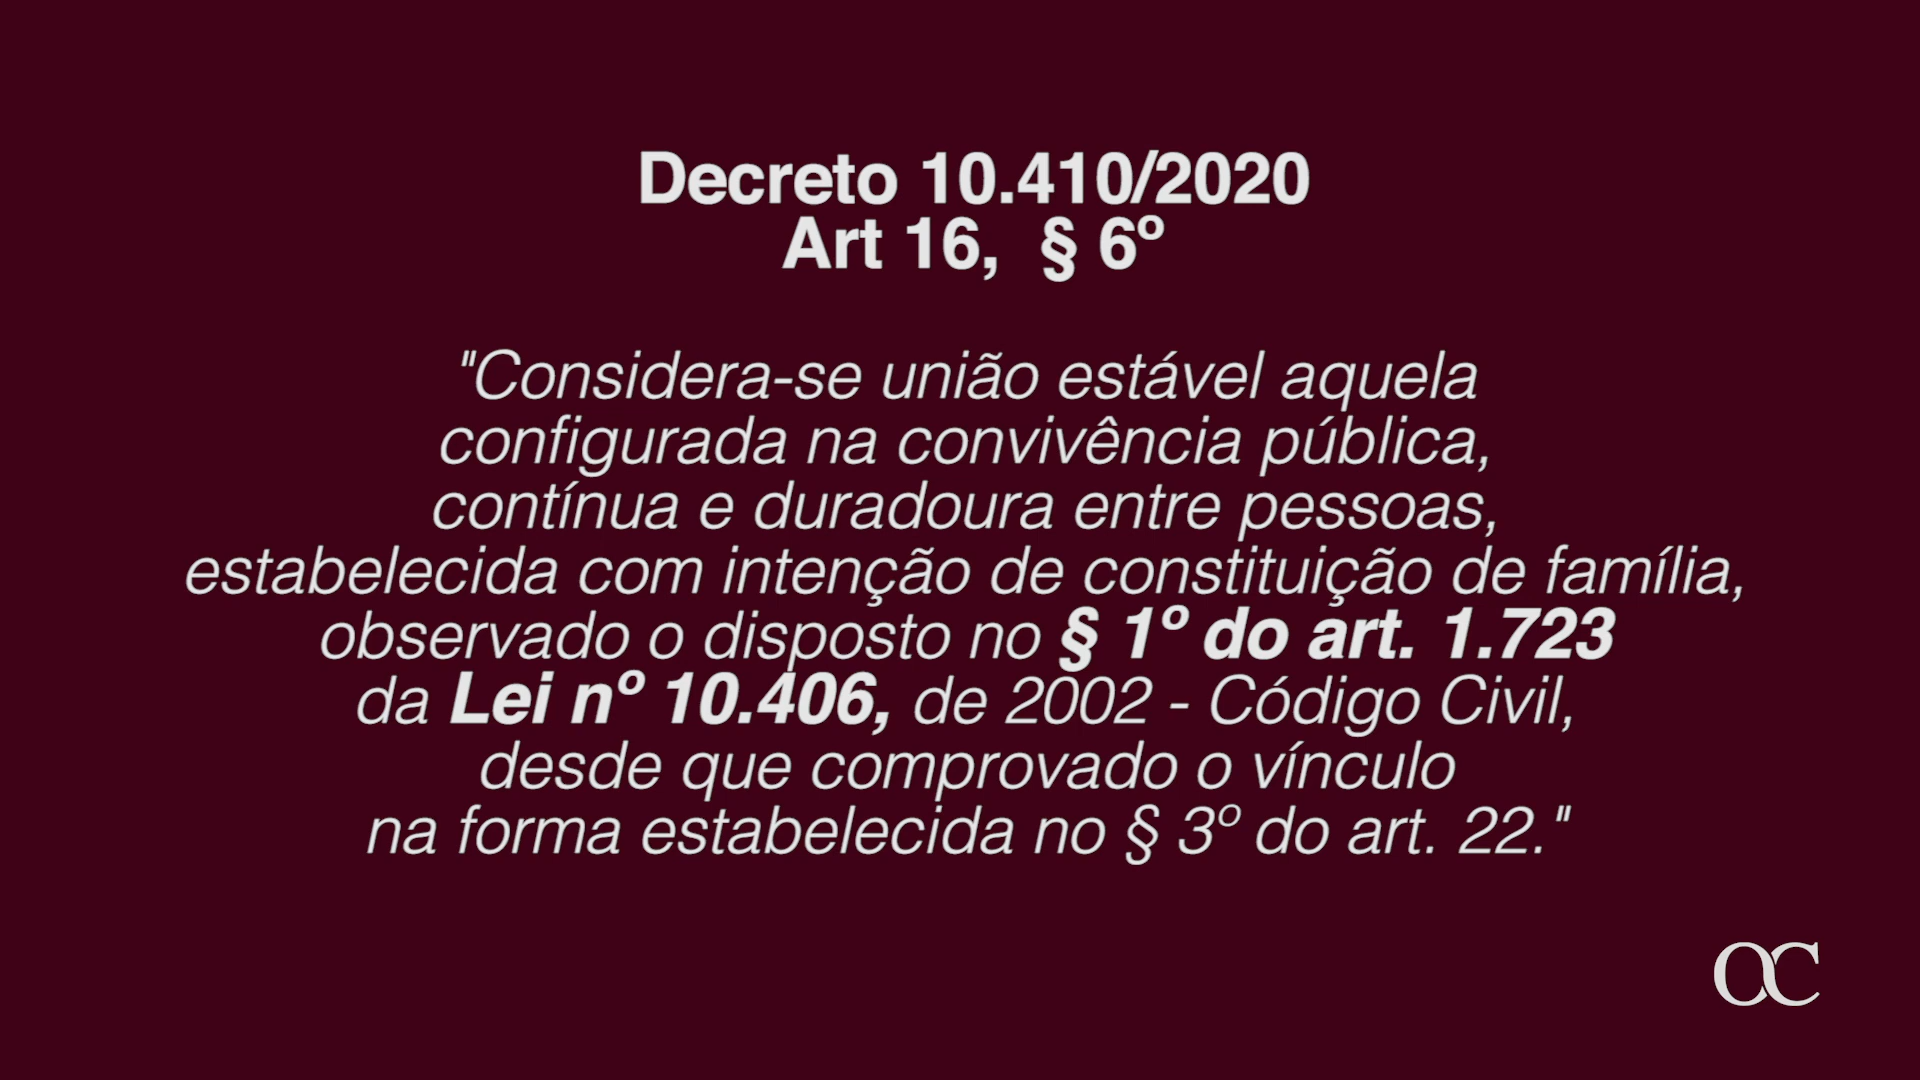 Decreto 10.410/2020
Art 16, § 6º
"Considera-se união estável aquela
configurada na convivência pública,
contínua e duradoura entre pessoas,
estabelecida com intenção de constituição de família,
observado o disposto no § 1º do art. 1.723
da Lei nº 10.406, de 2002 - Código Civil,
desde que comprovado o vínculo
na forma estabelecida no § 3º do art. 22."
OC